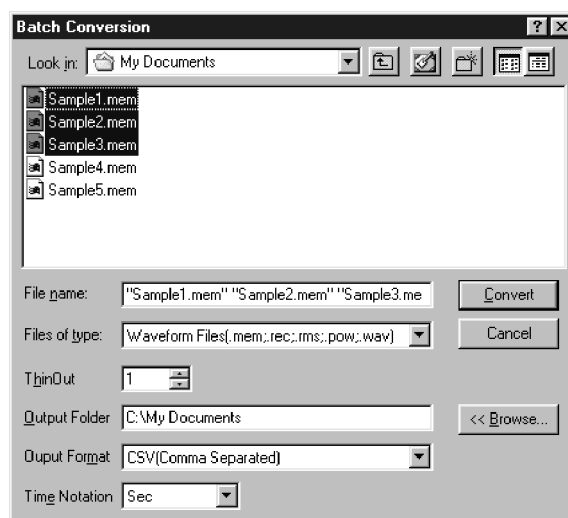 Batch Conversion
Look in: My Documents
Sample1.mem
Sample2.mem
Sample3.mem
Sample4.mem
Sample5.mem
File name: "Sample1.mem" "Sample2.mem" "Sample3.me Convert
Files of type: Waveform Files(.mem;.rec;.rms;.pow;.wav) Cancel
ThinOut 1
Output Folder C:\My Documents << Browse...
Ouput Format CSV(Comma Separated)
Time Notation Sec